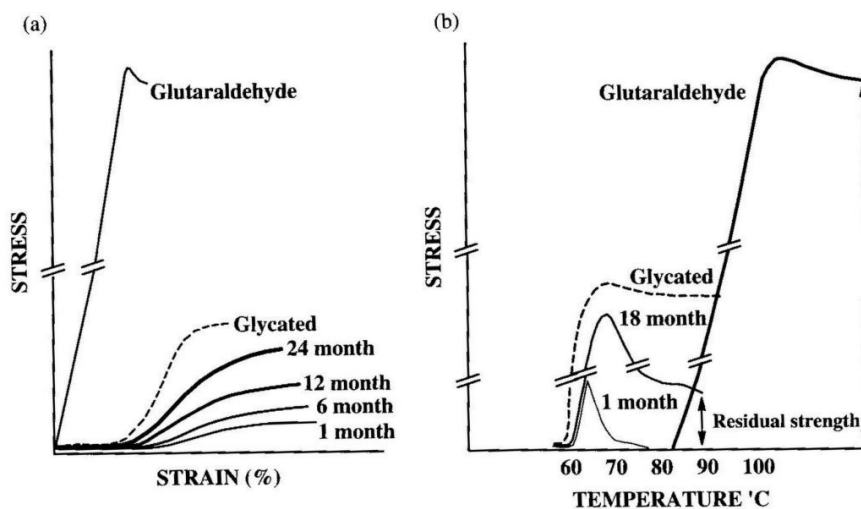 (a)
Glutaraldehyde
STRESS
Glycated
24 month
12 month
6 month
1 month
STRAIN (%)
(b)
Glutaraldehyde
STRESS
Glycated
18 month
1 month
Residual strength
60 70 80 90 100
TEMPERATURE 'C